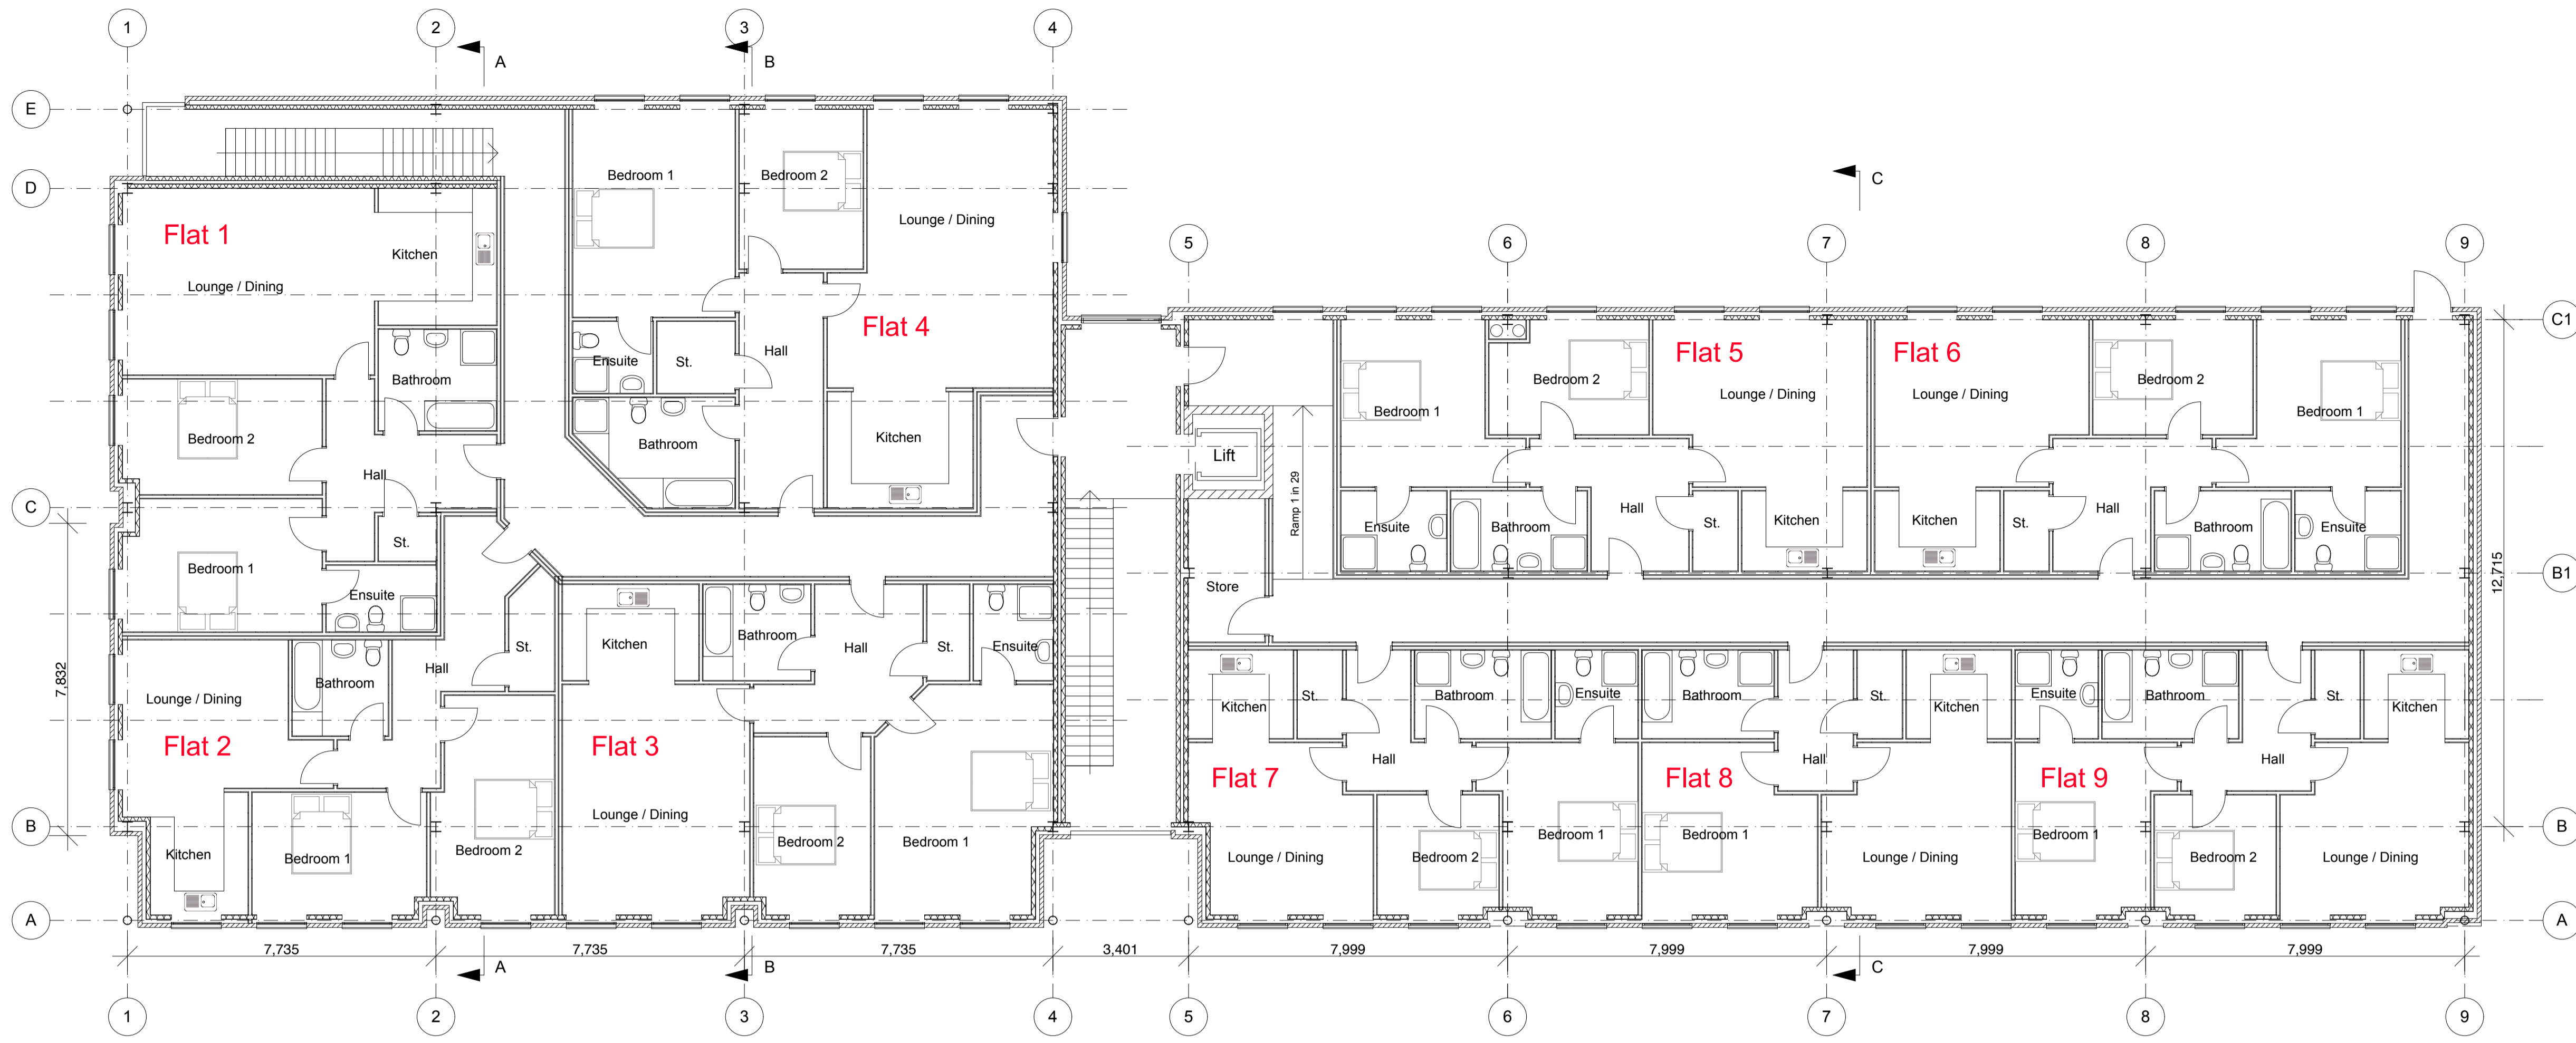 1
2
3
4
A
B
E
D
C
Bedroom 1
Bedroom 2
Lounge / Dining
Flat 1
Kitchen
Lounge / Dining
5
6
7
8
9
Flat 4
C1
Ensuite
St.
Hall
Bathroom
Flat 5
Flat 6
Bedroom 2
Bedroom 2
Lounge / Dining
Lounge / Dining
Bedroom 1
Bedroom 1
Bedroom 2
Bathroom
Kitchen
Lift
Hall
C
Ramp 1 in 29
Ensuite
Bathroom
Hall
St.
Kitchen
Kitchen
St.
Hall
Bathroom
Ensuite
St.
Bedroom 1
Ensuite
Store
B1
12,715
7,832
Hall
St.
Kitchen
Bathroom
Hall
St.
Ensuite
Bathroom
Lounge / Dining
Kitchen
St.
Bathroom
Ensuite
Bathroom
St.
Kitchen
Ensuite
Bathroom
St.
Kitchen
Flat 2
Flat 3
Hall
Hall
Hall
Flat 7
Flat 8
Flat 9
Lounge / Dining
B
B
Kitchen
Bedroom 1
Bedroom 2
Bedroom 2
Bedroom 1
Bedroom 1
Bedroom 1
Bedroom 1
Lounge / Dining
Bedroom 2
Lounge / Dining
Bedroom 2
Lounge / Dining
A
A
7,735
7,735
7,735
3,401
7,999
7,999
7,999
7,999
A
B
C
1
2
3
4
5
6
7
8
9